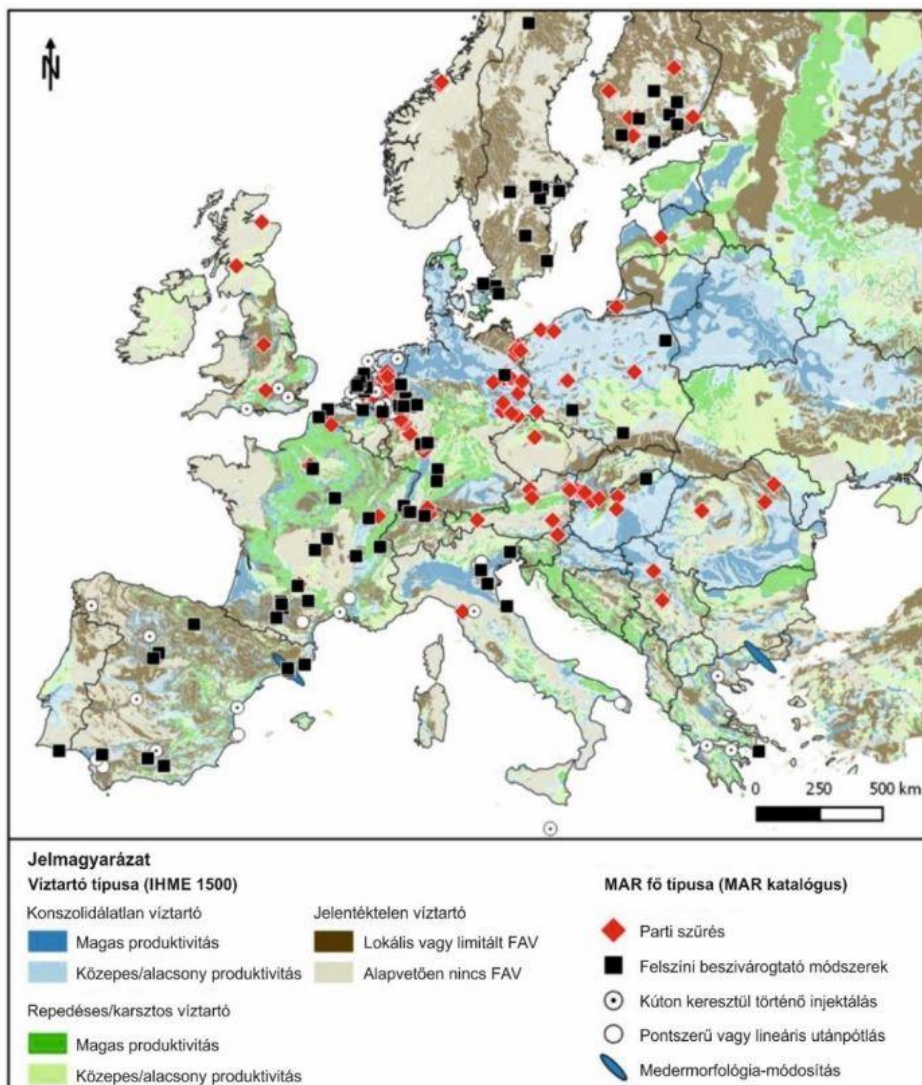 N
0 250 500 km
Jelmagyarázat
Víztartó típusa (IHME 1500)
Konszolidálatlan víztartó
Magas produktivitás
Közepes/alacsony produktivitás
Repedéses/karsztos víztartó
Magas produktivitás
Közepes/alacsony produktivitás
Jelentéktelen víztartó
Lokális vagy limitált FAV
Alapvetően nincs FAV
MAR fő típusa (MAR katalógus)
Parti szűrés
Felszíni beszivárogtató módszerek
Kúton keresztül történő injektálás
Pontszerű vagy lineáris utánpótlás
Medermorfológia-módosítás